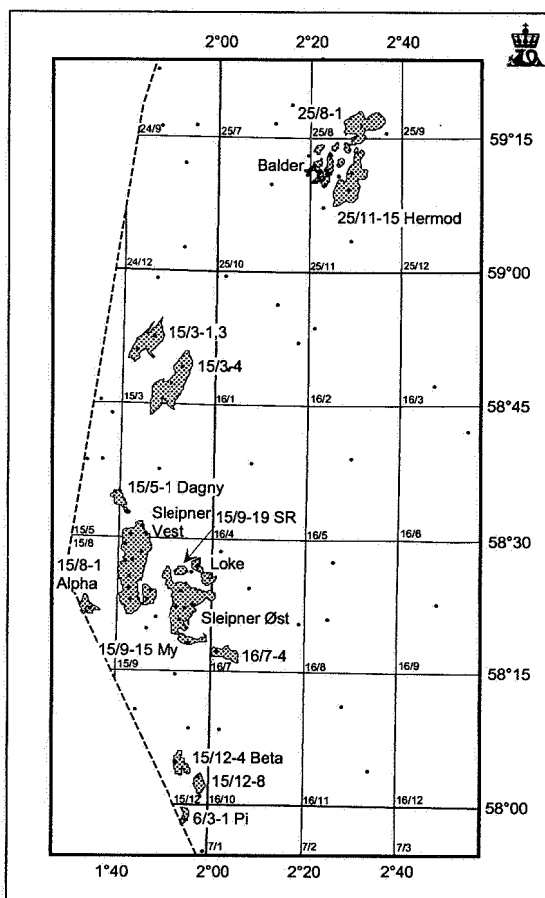 2°00' 2°20' 2°40'
25/8-1
24/9 25/7 25/8 25/9 59°15'
Balder
25/11-15 Hermod
24/12 25/10 25/11 25/12 59°00'
15/3-1,3
15/3-4
15/3 16/1 16/2 16/3 58°45'
15/5-1 Dagny
Sleipner
Vest
15/9-19 SR
15/5 16/4 16/5 16/6 58°30'
15/8
15/8-1
Alpha
Loke
Sleipner Øst
15/9-15 My
16/7-4
15/9 16/7 16/8 16/9 58°15'
15/12-4 Beta
15/12-8
15/12 16/10 16/11 16/12 58°00'
6/3-1 Pi
7/1 7/2 7/3
1°40' 2°00' 2°20' 2°40'